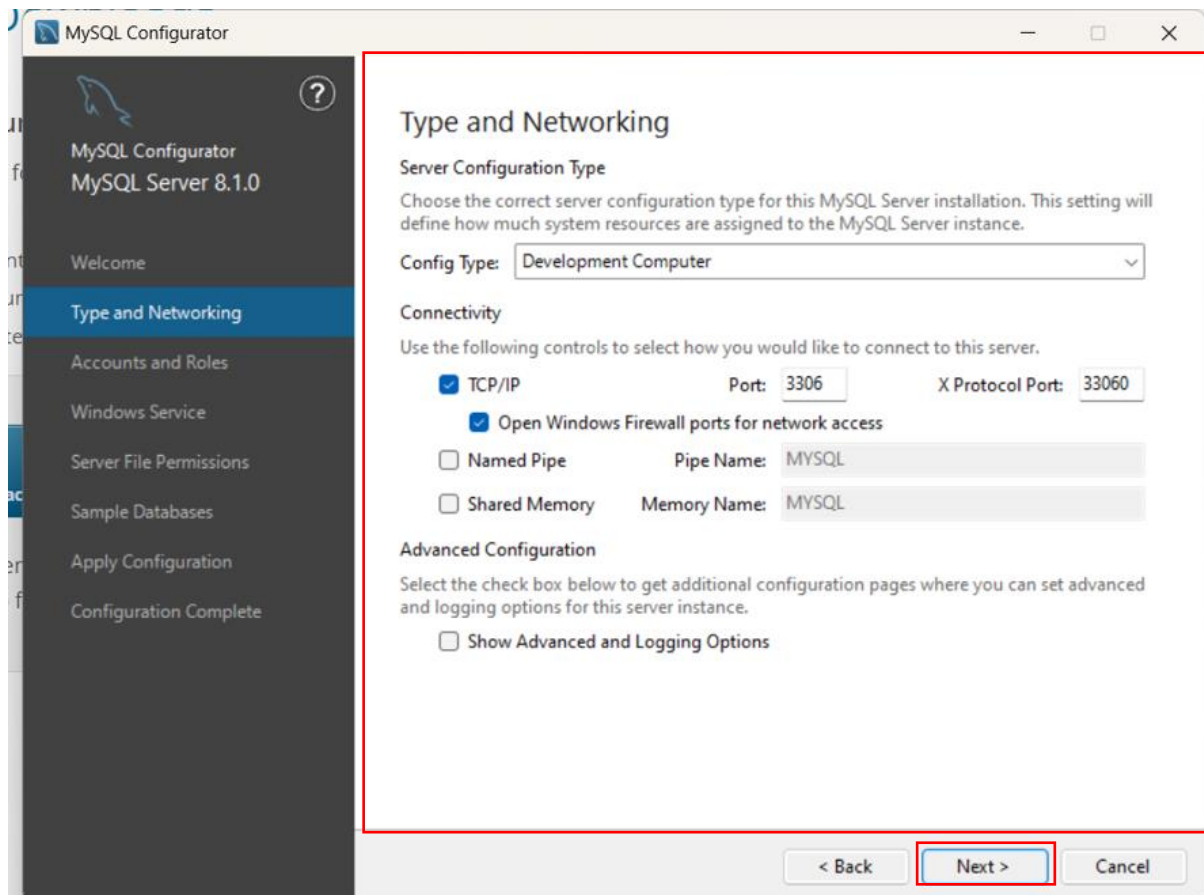 MySQL Configurator
MySQL Configurator
MySQL Server 8.1.0
Welcome
Type and Networking
Accounts and Roles
Windows Service
Server File Permissions
Sample Databases
Apply Configuration
Configuration Complete
Type and Networking
Server Configuration Type
Choose the correct server configuration type for this MySQL Server installation. This setting will
define how much system resources are assigned to the MySQL Server instance.
Config Type: Development Computer
Connectivity
Use the following controls to select how you would like to connect to this server.
TCP/IP Port: 3306 X Protocol Port: 33060
Open Windows Firewall ports for network access
Named Pipe Pipe Name: MYSQL
Shared Memory Memory Name: MYSQL
Advanced Configuration
Select the check box below to get additional configuration pages where you can set advanced
and logging options for this server instance.
Show Advanced and Logging Options
< Back Next > Cancel